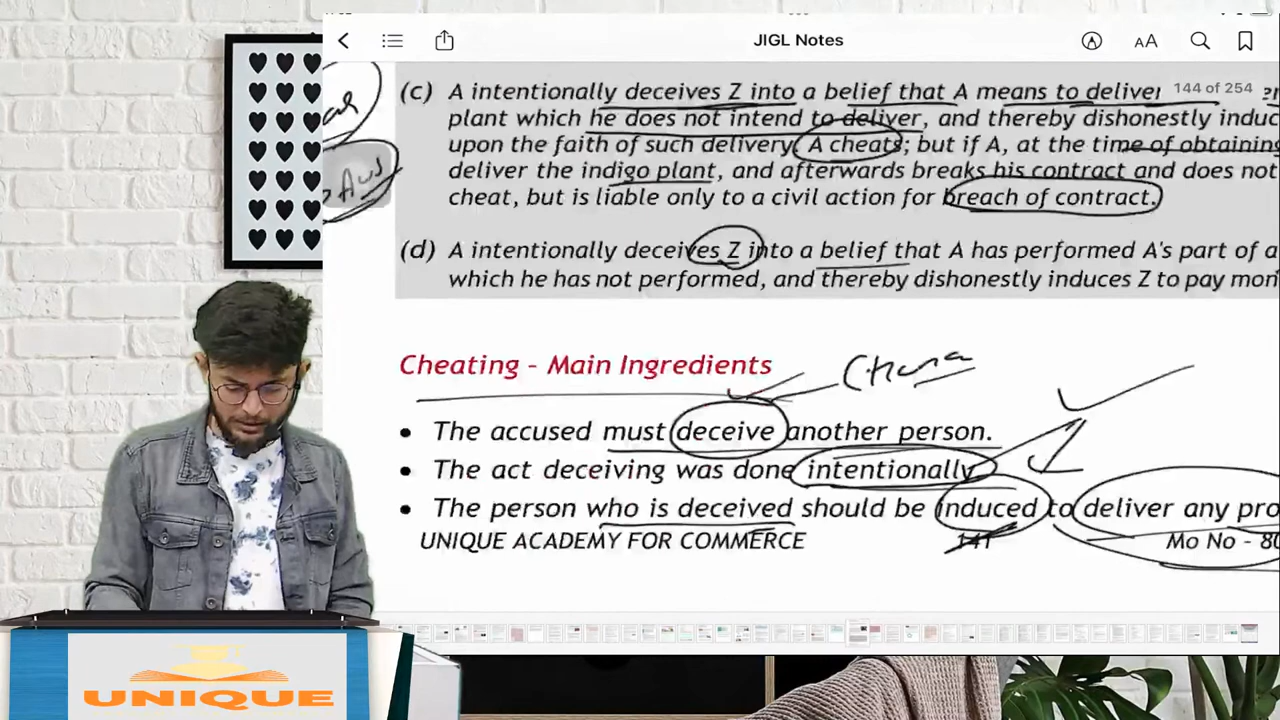 JIGL Notes
AA
144 of 254
(c) A intentionally deceives Z into a belief that A means to deliver
plant which he does not intend to deliver, and thereby dishonestly induc
upon the faith of such delivery. A cheats; but if A, at the time of obtaining
deliver the indigo plant, and afterwards breaks his contract and does not
cheat, but is liable only to a civil action for breach of contract.
(d) A intentionally deceives Z into a belief that A has performed A's part of a
which he has not performed, and thereby dishonestly induces Z to pay mon
Cheating - Main Ingredients
• The accused must deceive another person.
• The act deceiving was done intentionally
• The person who is deceived should be induced to deliver any pro
UNIQUE ACADEMY FOR COMMERCE 141 Mo No - 80
UNIQUE